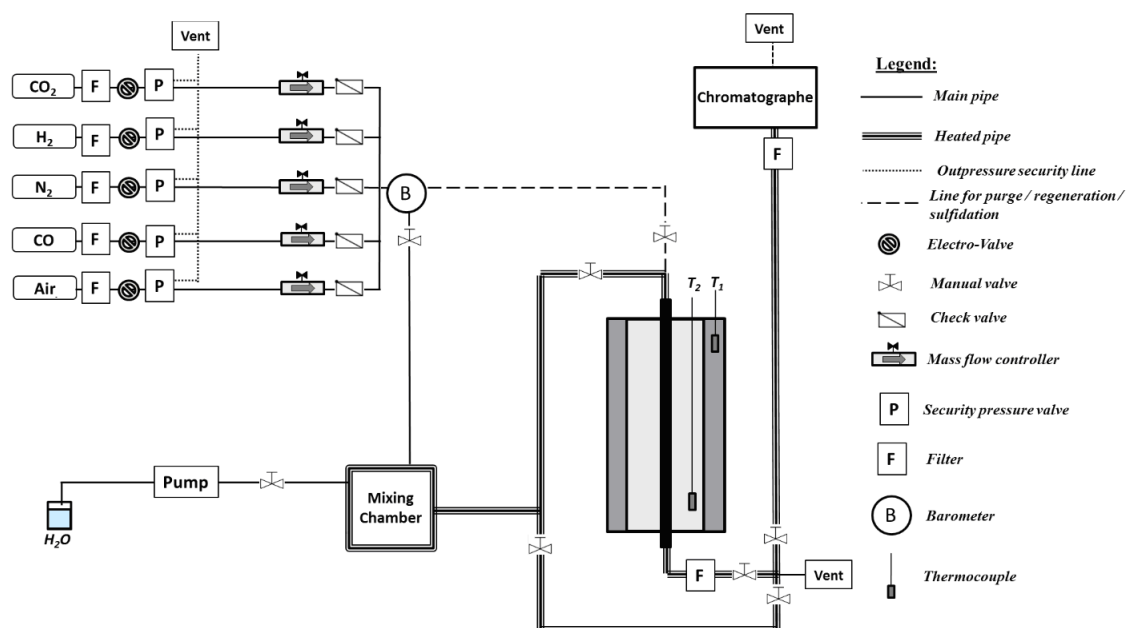 Vent
CO2 F P
H2 F P
N2 F P
CO F P
Air F P
B
Vent
Chromatographe
F
T2 T1
Pump
H2O
Mixing
Chamber
F
Vent
Legend:
Main pipe
Heated pipe
Outpressure security line
Line for purge / regeneration /
sulfidation
Electro-Valve
Manual valve
Check valve
Mass flow controller
P Security pressure valve
F Filter
B Barometer
Thermocouple